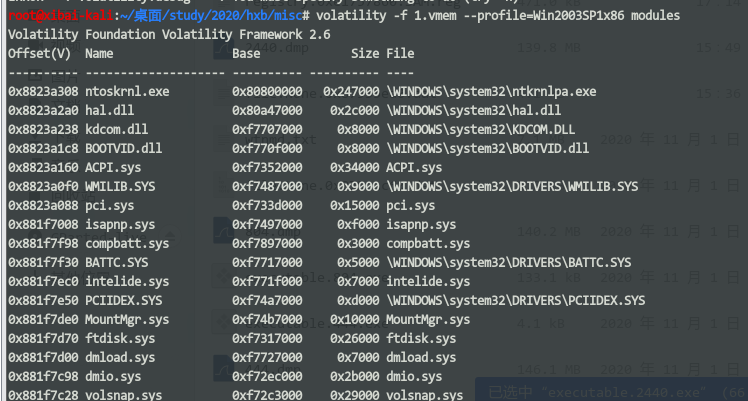 root@cibai-kali:~/桌面/study/2020/hxb/misc# volatility -f 1.vmem --profile=Win2003SP1x86 modules
Volatility Foundation Volatility Framework 2.6
Offset(V) Name Base Size File
---------- -------------------- ---------- ---------- ----
0x8823a308 ntoskrnl.exe 0x80800000 0x247000 \WINDOWS\system32\ntkrnlpa.exe
0x8823a2a0 hal.dll 0x80a47000 0x2c000 \WINDOWS\system32\hal.dll
0x8823a238 kdcom.dll 0xf7707000 0x8000 \WINDOWS\system32\KDCOM.DLL
0x8823a1c8 BOOTVID.dll 0xf770f000 0x8000 \WINDOWS\system32\BOOTVID.dll
0x8823a160 ACPI.sys 0xf7352000 0x34000 ACPI.sys
0x8823a0f0 WMILIB.SYS 0xf7487000 0x9000 \WINDOWS\system32\DRIVERS\WMILIB.SYS
0x8823a088 pci.sys 0xf733d000 0x15000 pci.sys
0x881f7008 isapnp.sys 0xf7497000 0xf000 isapnp.sys
0x881f7f98 compbatt.sys 0xf7897000 0x3000 compbatt.sys
0x881f7f30 BATTC.SYS 0xf7717000 0x5000 \WINDOWS\system32\DRIVERS\BATTC.SYS
0x881f7ec0 intelide.sys 0xf771f000 0x7000 intelide.sys
0x881f7e50 PCIIDEX.SYS 0xf74a7000 0xd000 \WINDOWS\system32\DRIVERS\PCIIDEX.SYS
0x881f7de0 MountMgr.sys 0xf74b7000 0x10000 MountMgr.sys
0x881f7d70 ftdisk.sys 0xf7317000 0x26000 ftdisk.sys
0x881f7d00 dmload.sys 0xf7727000 0x7000 dmload.sys
0x881f7c98 dmio.sys 0xf72ec000 0x2b000 dmio.sys
0x881f7c28 volsnap.sys 0xf72c3000 0x29000 volsnap.sys